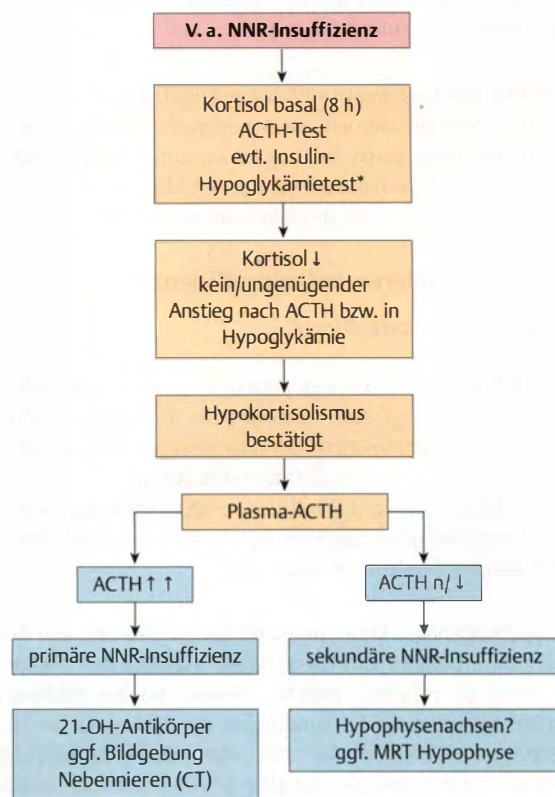 V. a. NNR-Insuffizienz
Kortisol basal (8 h)
ACTH-Test
evtl. Insulin-
Hypoglykämietest*
Kortisol ↓
kein/ungenügender
Anstieg nach ACTH bzw. in
Hypoglykämie
Hypokortisolismus
bestätigt
Plasma-ACTH
ACTH ↑ ↑
ACTH n/ ↓
primäre NNR-Insuffizienz
sekundäre NNR-Insuffizienz
21-OH-Antikörper
ggf. Bildgebung
Nebennieren (CT)
Hypophysenachsen?
ggf. MRT Hypophyse